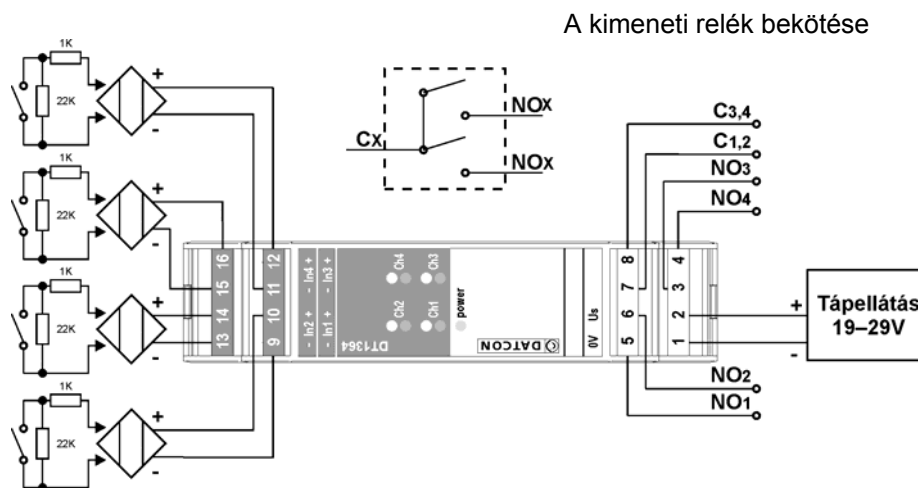 A kimeneti relék bekötése
1K
22K
+
-
1K
22K
+
-
1K
22K
+
-
1K
22K
+
-
CX
NOX
NOX
C3,4
C1,2
NO3
NO4
16
15
14
13
12
11
10
9
- In4 +
- In3 +
- In2 +
- In1 +
Ch4
Ch3
Ch2
Ch1
power
DT1364
DATCON
Us
0V
8
7
6
5
4
3
2
1
+
-
Tápellátás
19–29V
NO2
NO1